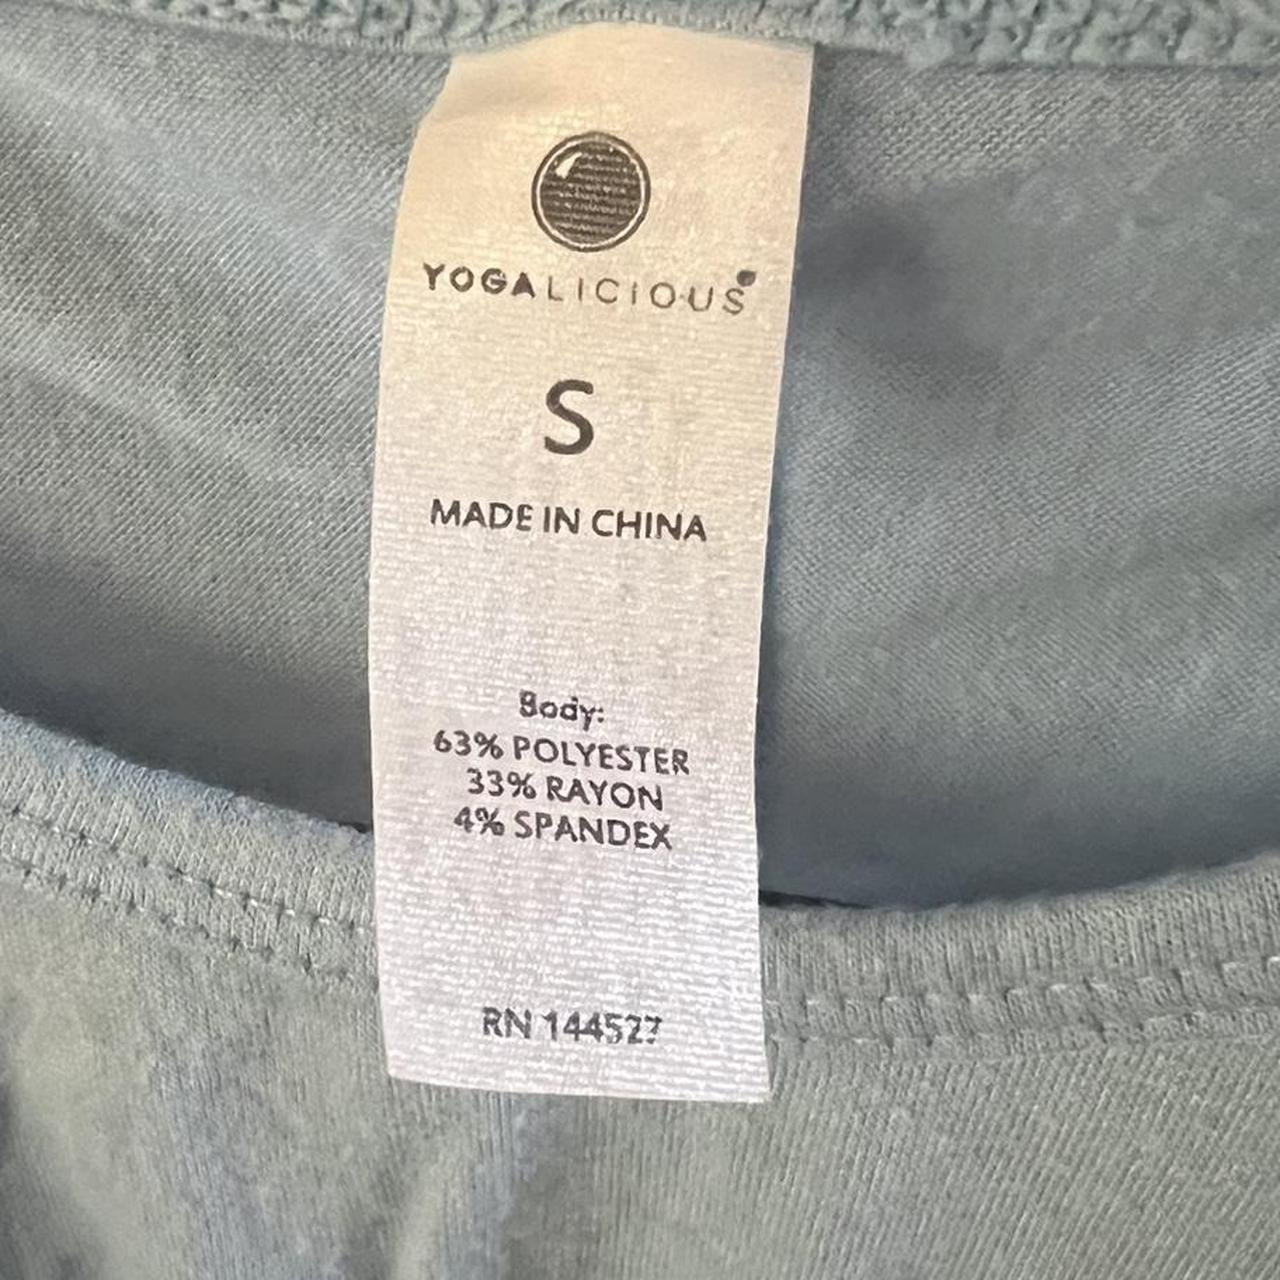 YOGALICIOUS
S
MADE IN CHINA
Body:
63% POLYESTER
33% RAYON
4% SPANDEX
RN 144527